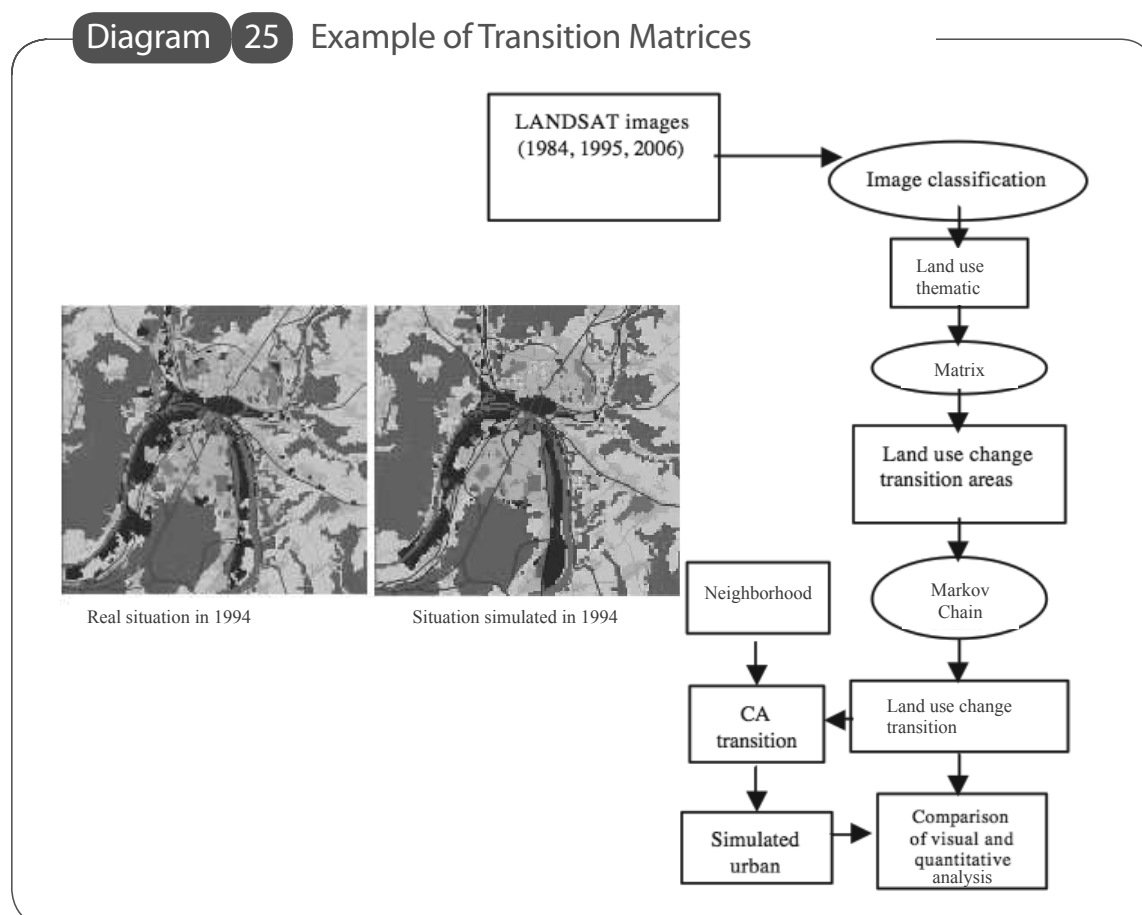 Diagram 25 Example of Transition Matrices
LANDSAT images
(1984, 1995, 2006)
Image classification
Land use
thematic
Matrix
Land use change
transition areas
Markov
Chain
Land use change
transition
Neighborhood
CA
transition
Simulated
urban
Comparison
of visual and
quantitative
analysis
Real situation in 1994
Situation simulated in 1994